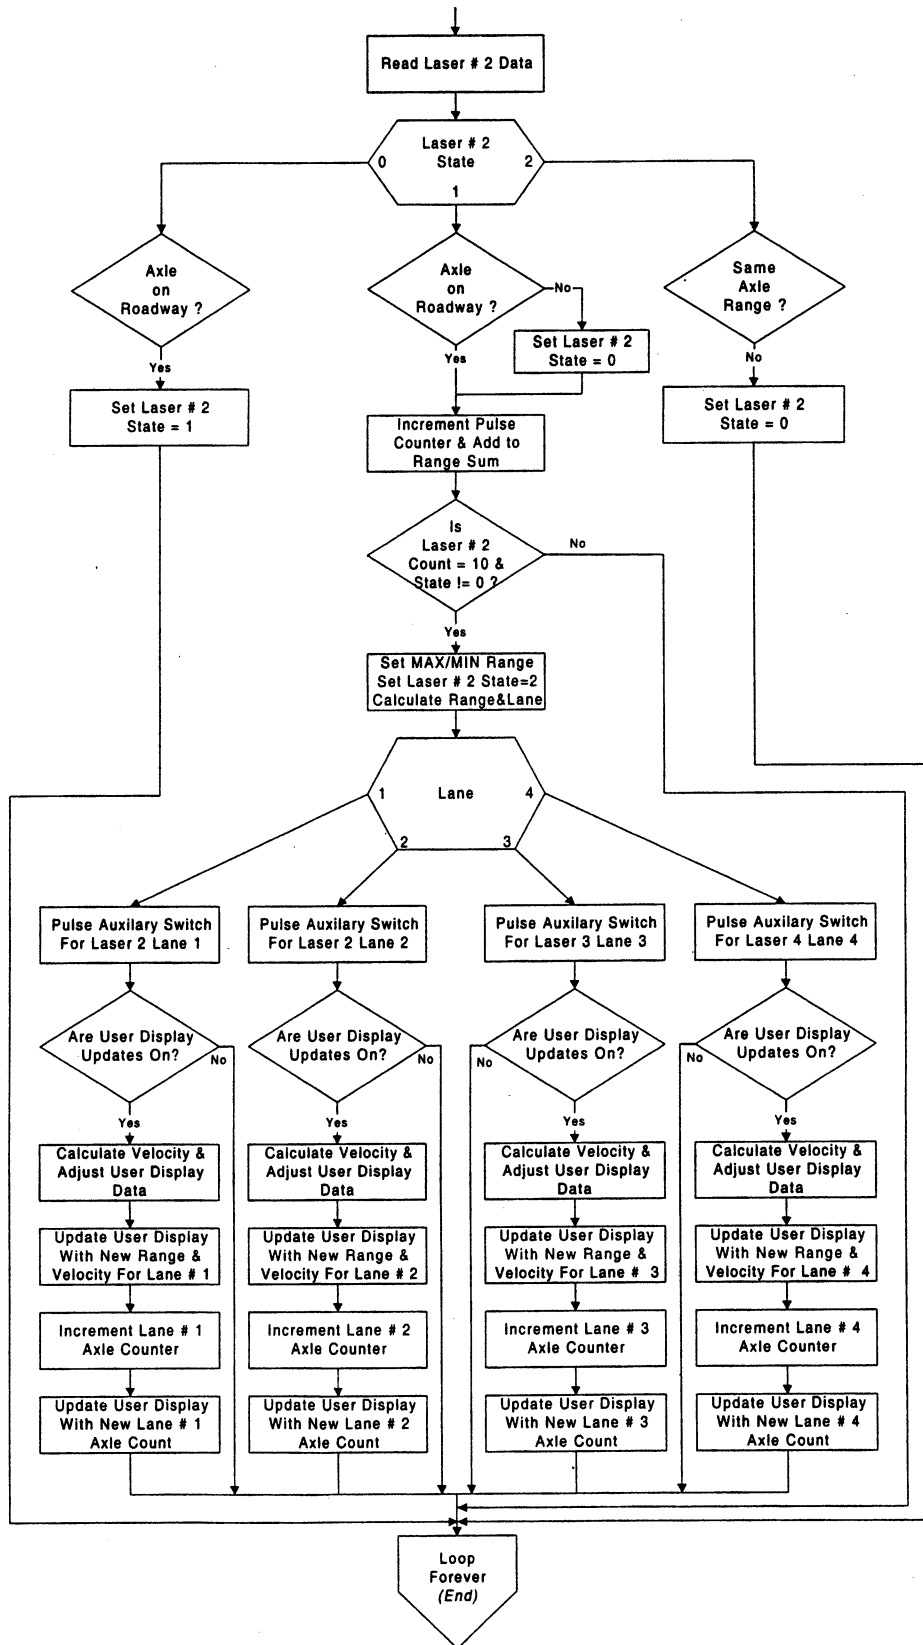 Read Laser # 2 Data
Laser # 2
State
0
2
1
Axle
on
Roadway ?
Yes
Set Laser # 2
State = 1
Axle
on
Roadway ?
No
Set Laser # 2
State = 0
Yes
Same
Axle
Range ?
No
Set Laser # 2
State = 0
Increment Pulse
Counter & Add to
Range Sum
Is
Laser # 2
Count = 10 &
State != 0 ?
No
Yes
Set MAX/MIN Range
Set Laser # 2 State=2
Calculate Range&Lane
Lane
1
4
2
3
Pulse Auxilary Switch
For Laser 2 Lane 1
Are User Display
Updates On?
No
Yes
Calculate Velocity &
Adjust User Display
Data
Update User Display
With New Range &
Velocity For Lane # 1
Increment Lane # 1
Axle Counter
Update User Display
With New Lane # 1
Axle Count
Pulse Auxilary Switch
For Laser 2 Lane 2
Are User Display
Updates On?
No
Yes
Calculate Velocity &
Adjust User Display
Data
Update User Display
With New Range &
Velocity For Lane # 2
Increment Lane # 2
Axle Counter
Update User Display
With New Lane # 2
Axle Count
Pulse Auxilary Switch
For Laser 3 Lane 3
Are User Display
Updates On?
No
Yes
Calculate Velocity &
Adjust User Display
Data
Update User Display
With New Range &
Velocity For Lane # 3
Increment Lane # 3
Axle Counter
Update User Display
With New Lane # 3
Axle Count
Pulse Auxilary Switch
For Laser 4 Lane 4
Are User Display
Updates On?
No
Yes
Calculate Velocity &
Adjust User Display
Data
Update User Display
With New Range &
Velocity For Lane # 4
Increment Lane # 4
Axle Counter
Update User Display
With New Lane # 4
Axle Count
Loop
Forever
(End)